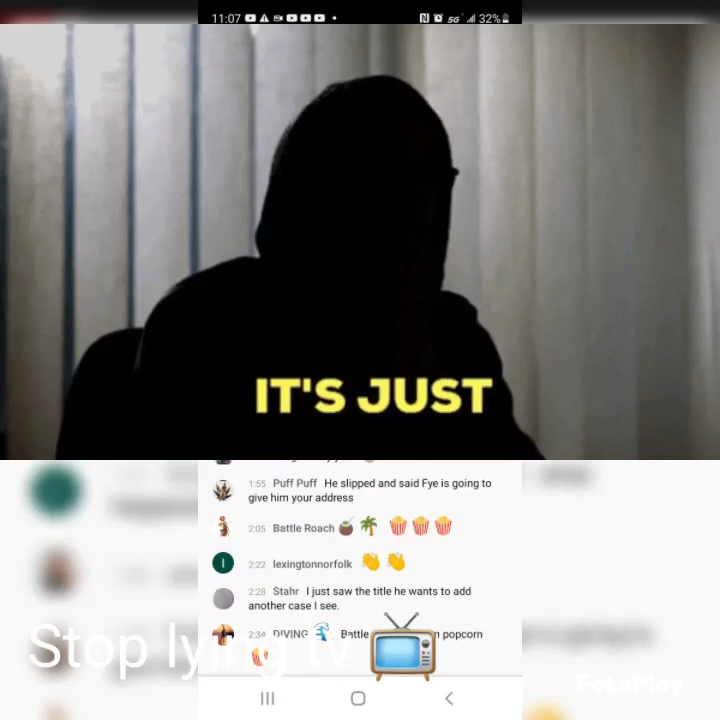 11:07
5G
32%
IT'S JUST
1:55 Puff Puff He slipped and said Fye is going to
give him your address
2:05 Battle Roach
2:22 lexingtonnorfolk
2:28 Stahr I just saw the title he wants to add
another case I see.
2:34 DIVING Battle popcorn
Stop lying tv
FotoPlay